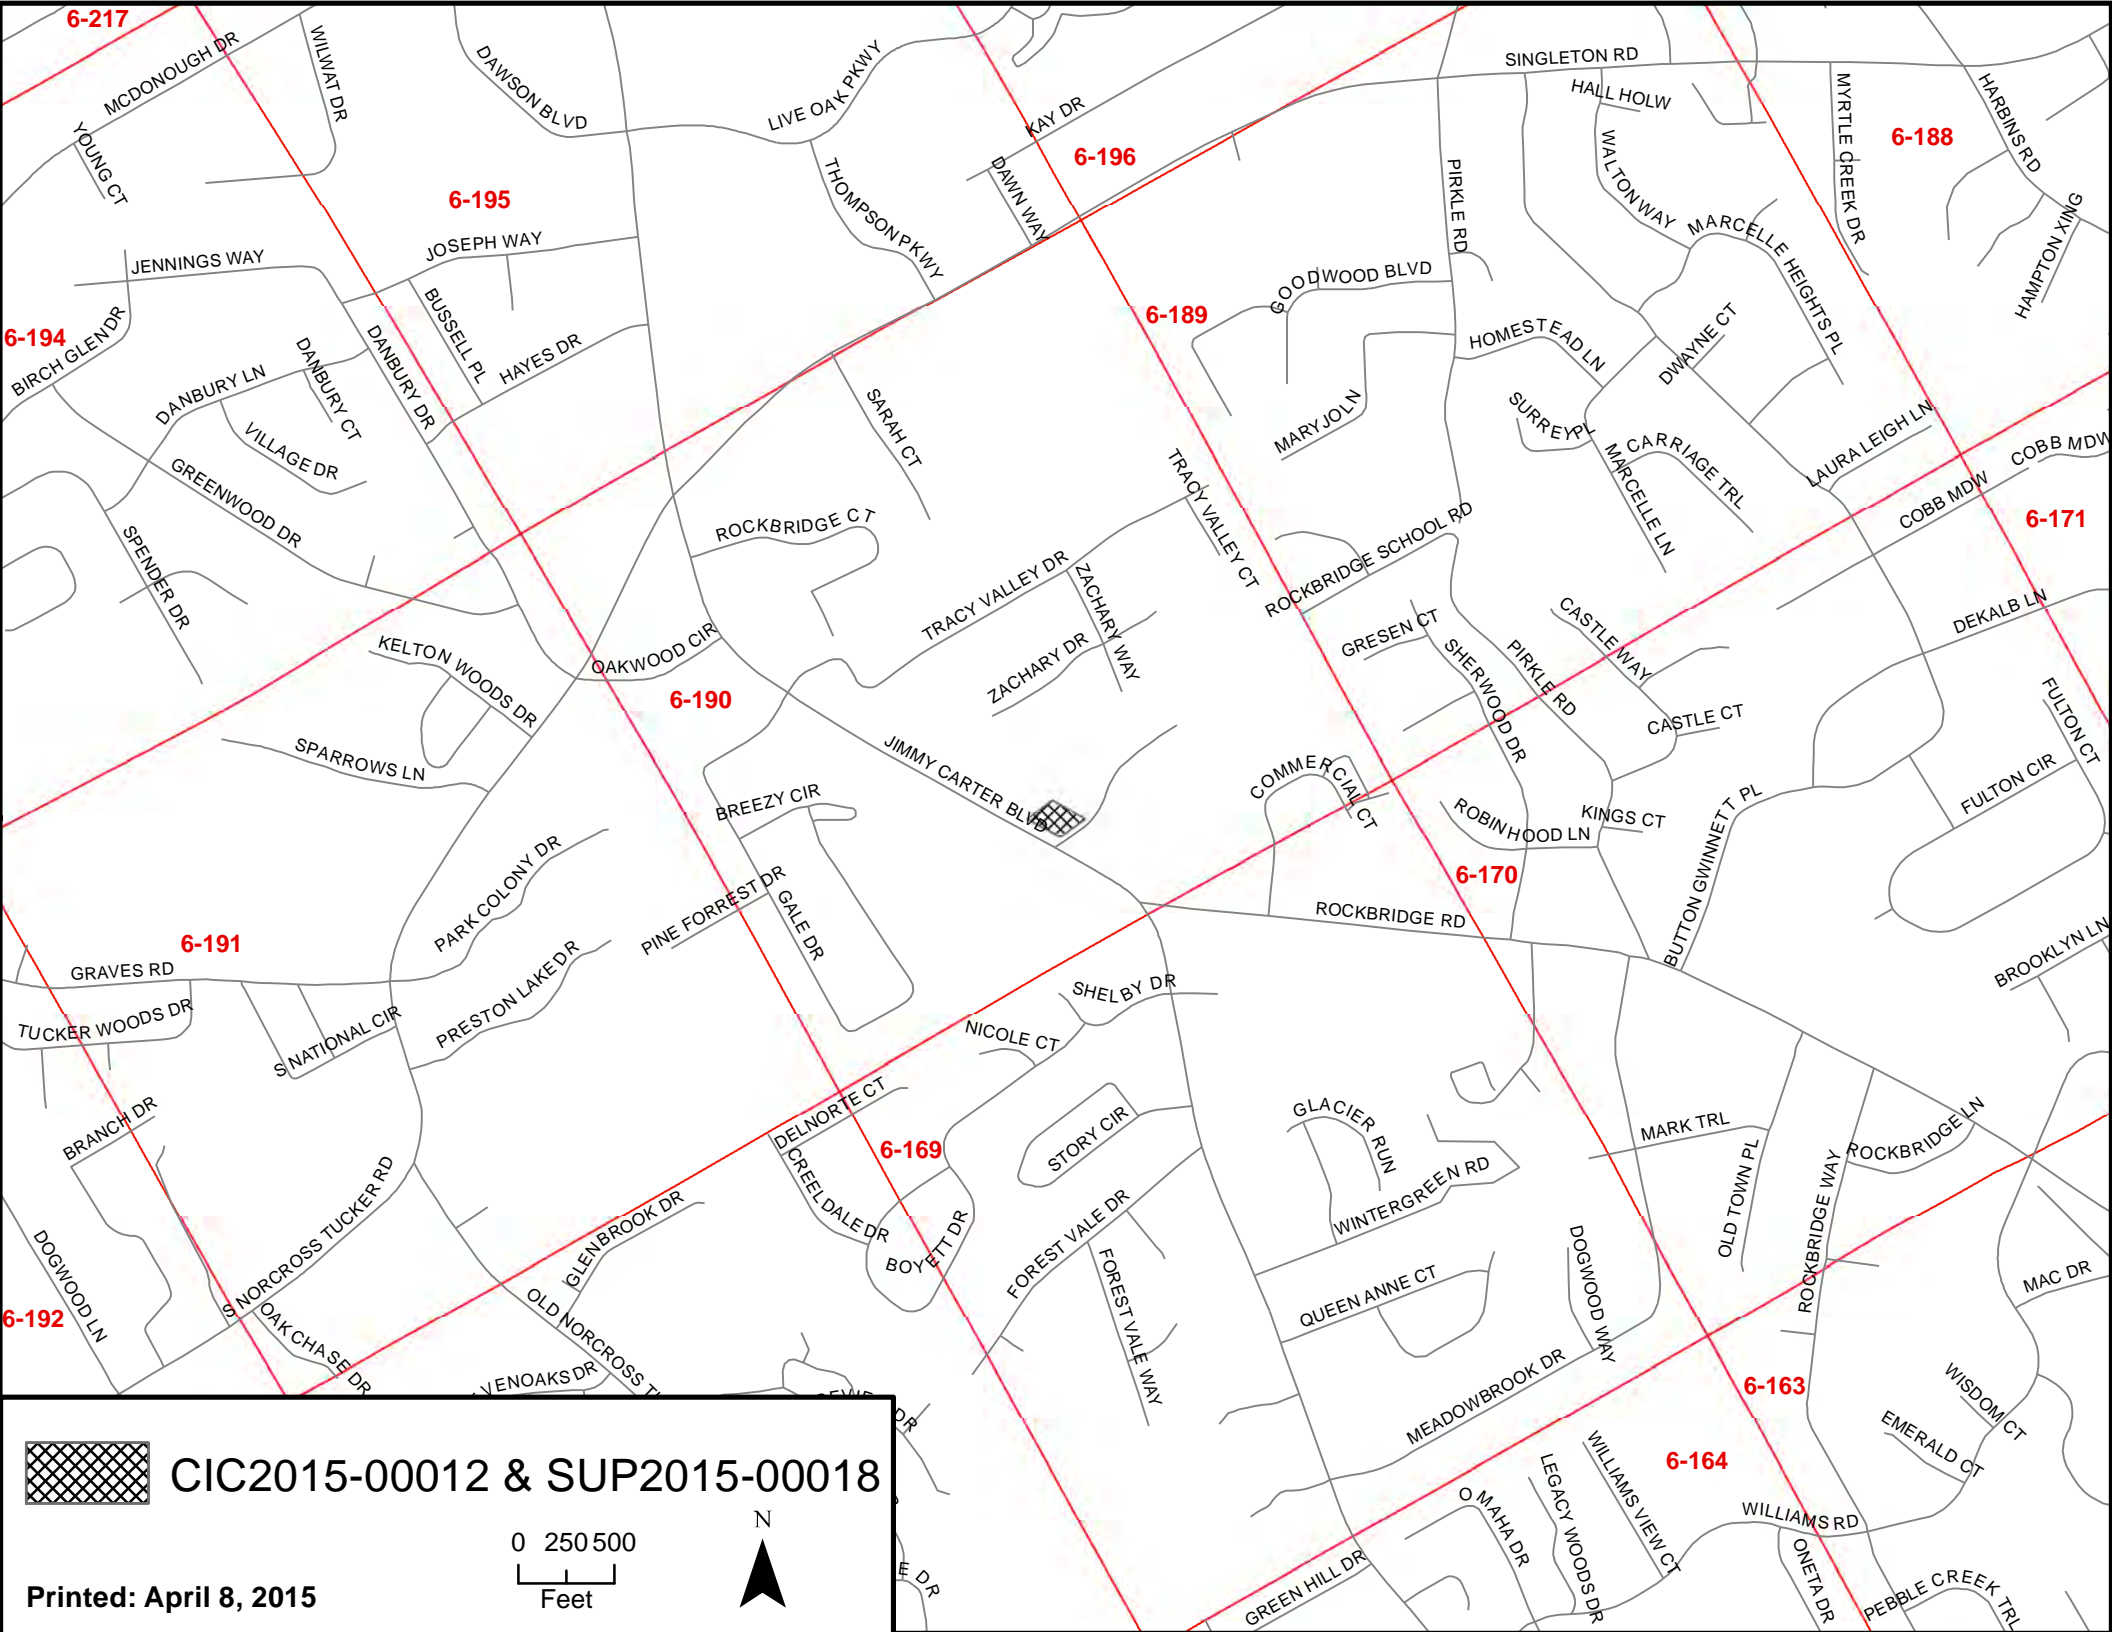 6-217
MCDONOUGH DR
WILWAT DR
DAWSON BLVD
LIVE OAK PKWY
KAY DR
SINGLETON RD
HALL HOLW
MYRTLE CREEK DR
HARBINS RD
6-188
YOUNG CT
6-195
THOMPSON PKWY
DAWN WAY
6-196
PIRKLE RD
WALTON WAY
MARCELLE HEIGHTS PL
HAMPTON XING
JENNINGS WAY
JOSEPH WAY
GOODWOOD BLVD
6-194
BIRCH GLEN DR
BUSSELL PL
DANBURY DR
HAYES DR
DANBURY LN
DANBURY CT
6-189
HOMESTEAD LN
DWAYNE CT
VILLAGE DR
SARAH CT
MARY JO LN
SURREY PL
CARRIAGE TRL
LAURA LEIGH LN
COBB MDW
COBB MDW
GREENWOOD DR
MARCELLE LN
TRACY VALLEY CT
6-171
SPENDER DR
ROCKBRIDGE CT
ROCKBRIDGE SCHOOL RD
TRACY VALLEY DR
ZACHARY WAY
GRESEN CT
CASTLE WAY
DEKALB LN
KELTON WOODS DR
OAKWOOD CIR
ZACHARY DR
SHERWOOD DR
PIRKLE RD
6-190
CASTLE CT
FULTON CT
SPARROWS LN
JIMMY CARTER BLVD
COMMERCIAL CT
FULTON CIR
BREEZY CIR
ROBIN HOOD LN
KINGS CT
BUTTON GWINNETT PL
PARK COLONY DR
PINE FORREST DR
GALE DR
6-170
ROCKBRIDGE RD
6-191
GRAVES RD
PRESTON LAKE DR
BROOKLYN LN
TUCKER WOODS DR
S NATIONAL CIR
SHELBY DR
NICOLE CT
BRANCH DR
DELNORTE CT
6-169
STORY CIR
GLACIER RUN
MARK TRL
ROCKBRIDGE LN
CREELDALE DR
WINTERGREEN RD
OLD TOWN PL
ROCKBRIDGE WAY
S NORCROSS TUCKER RD
GLENBROOK DR
BOYETT DR
FOREST VALE DR
DOGWOOD LN
6-192
OAK CHASE DR
OLD NORCROSS T
FOREST VALE WAY
QUEEN ANNE CT
DOGWOOD WAY
MAC DR
VENOAKS DR
DR
MEADOWBROOK DR
6-163
WISDOM CT
EMERALD CT
6-164
CIC2015-00012 & SUP2015-00018
OMAHA DR
LEGACY WOODS DR
WILLIAMS VIEW CT
WILLIAMS RD
N
0 250 500
Feet
E DR
GREEN HILL DR
ONETA DR
PEBBLE CREEK TRL
Printed: April 8, 2015